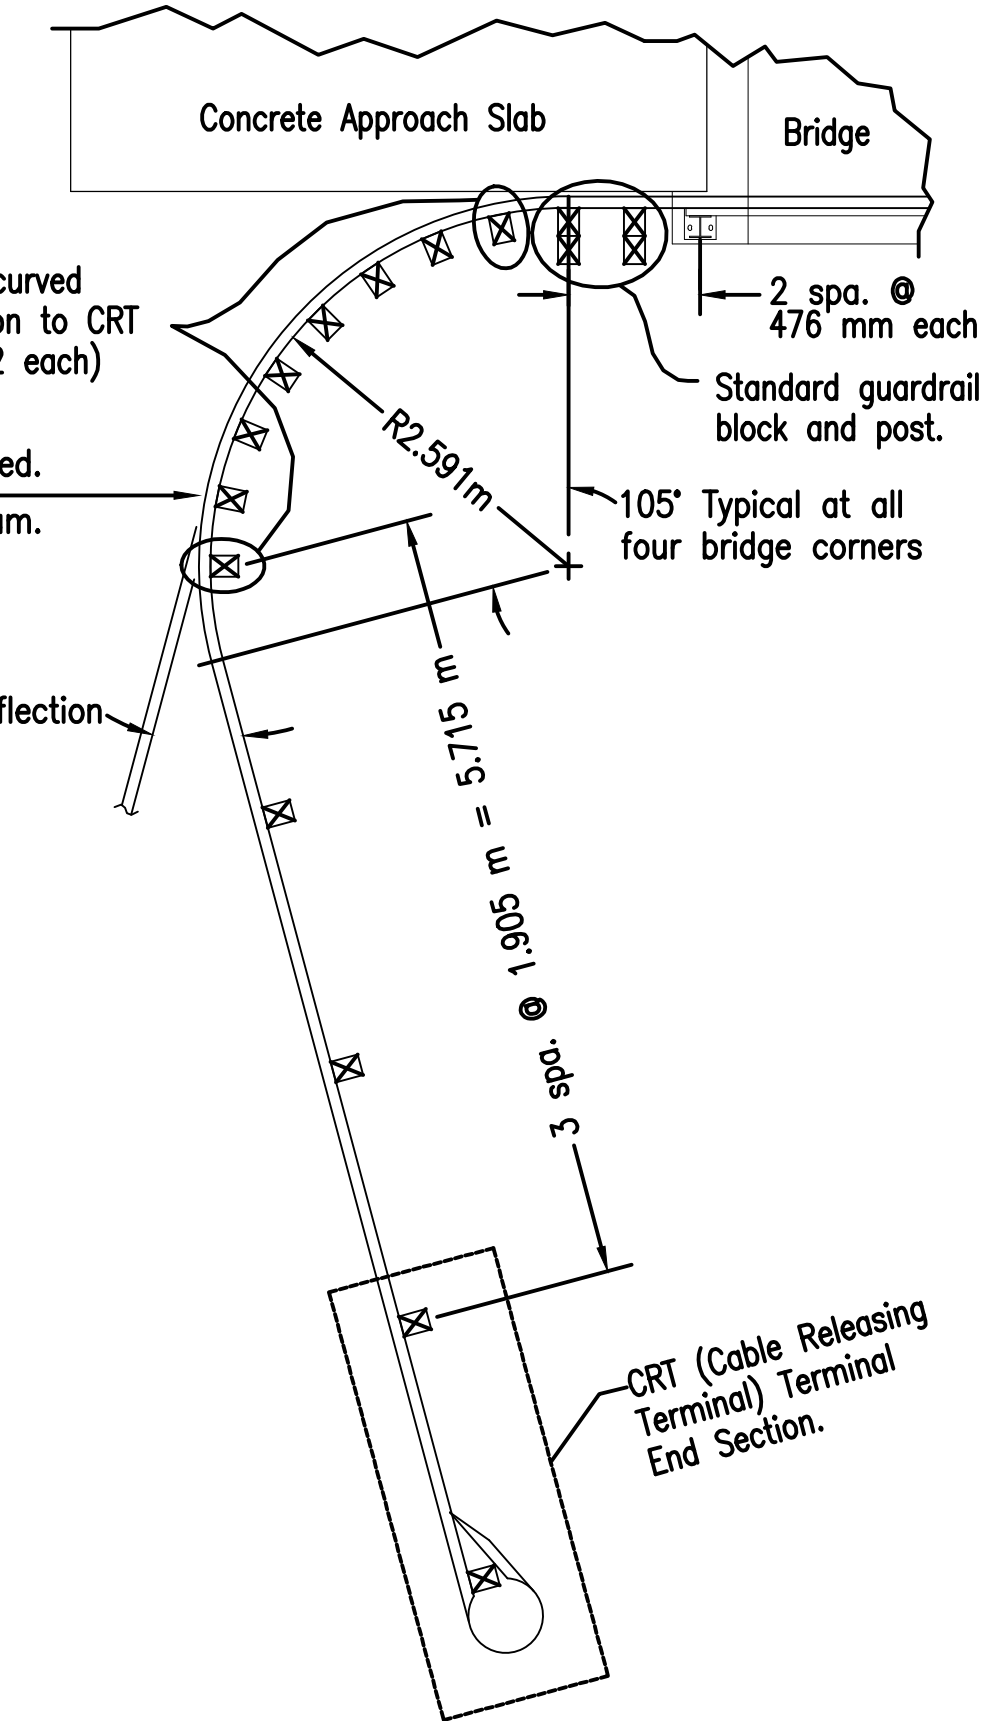 Concrete Approach Slab
Bridge
curved
on to CRT
2 each)
2 spa. @
476 mm each
Standard guardrail
block and post.
R2.591m
ed.
um.
105° Typical at all
four bridge corners
flection
3 spa. @ 1.905 m = 5.715 m
CRT (Cable Releasing
Terminal) Terminal
End Section.